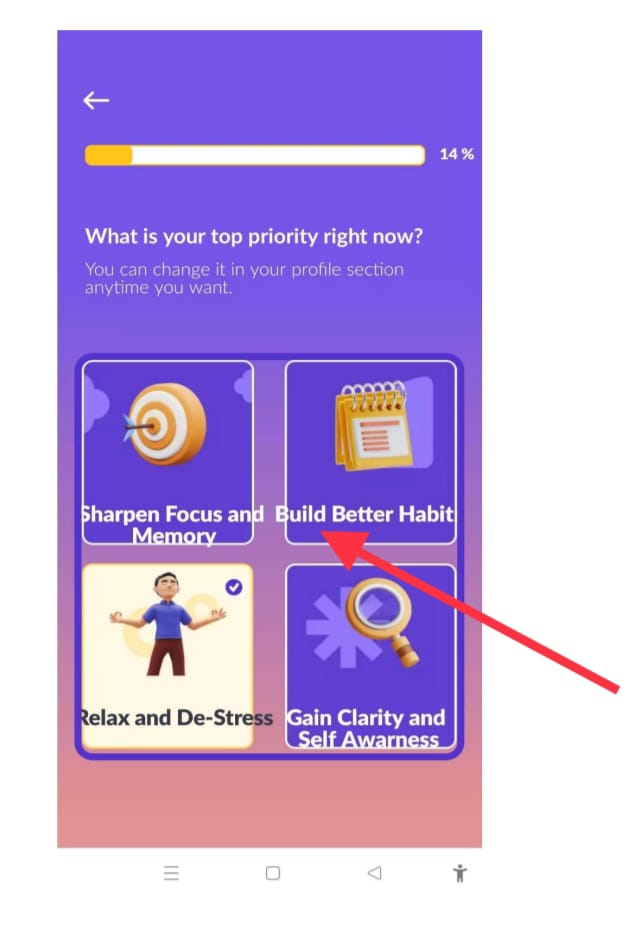 14 %
What is your top priority right now?
You can change it in your profile section
anytime you want.
Sharpen Focus and
Memory
Build Better Habit
Relax and De-Stress
Gain Clarity and
Self Awarness